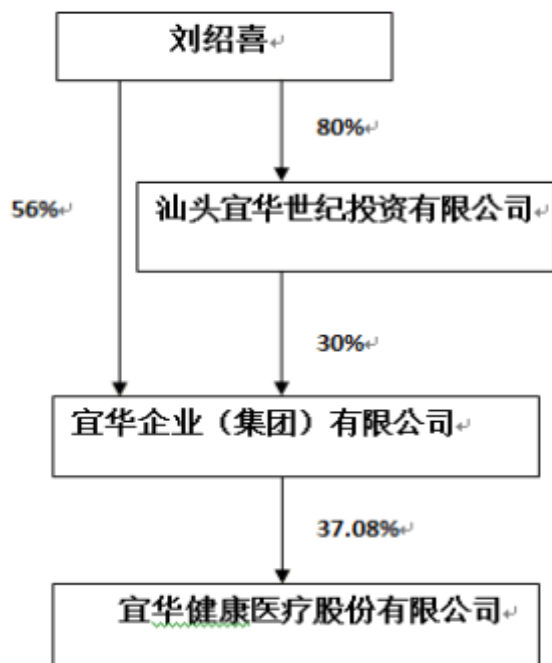 刘绍喜
80%
56%
汕头宜华世纪投资有限公司
30%
宜华企业（集团）有限公司
37.08%
宜华健康医疗股份有限公司